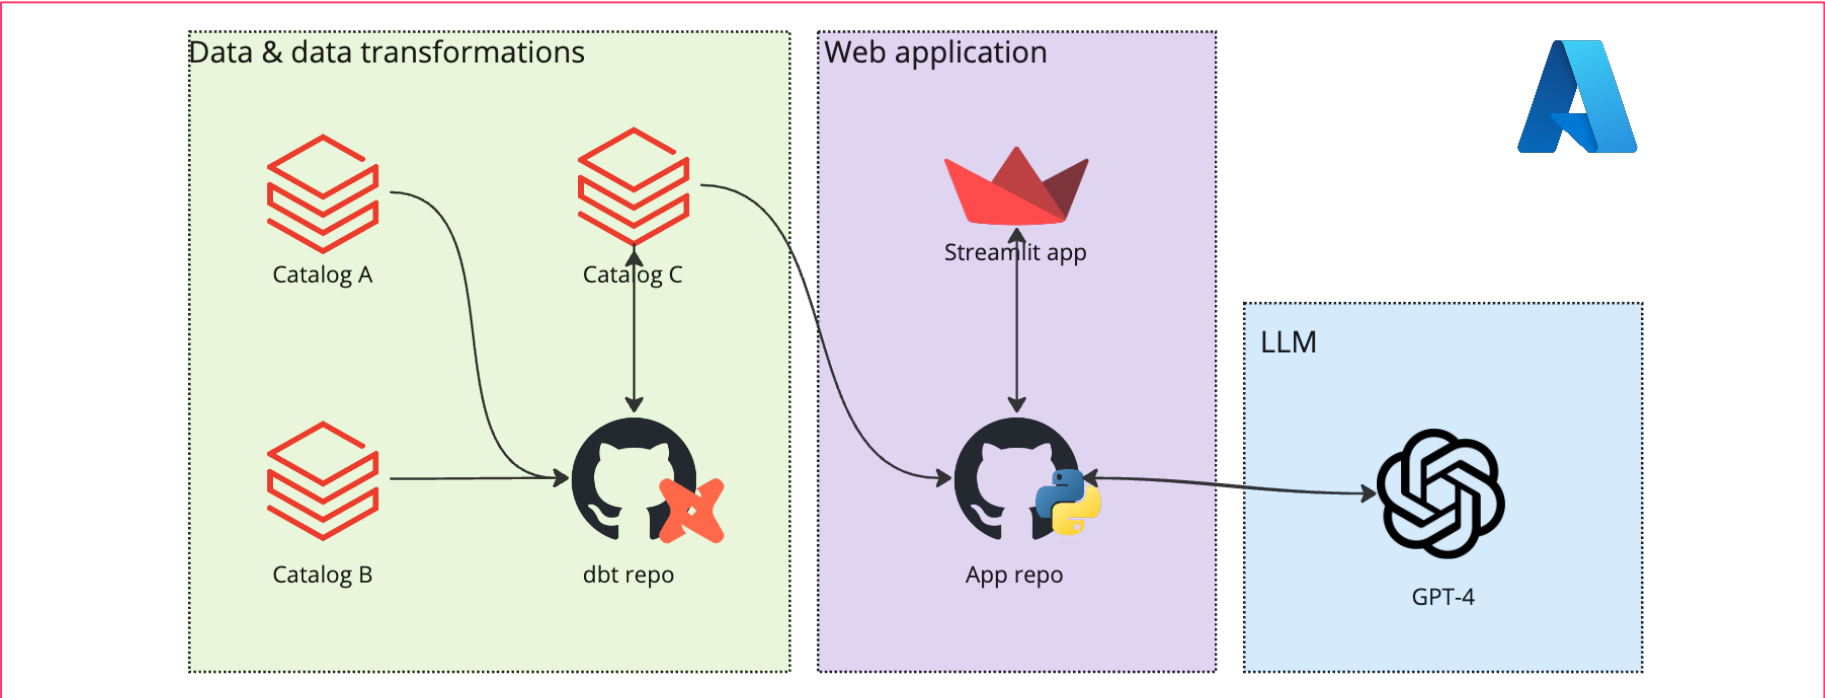 Data & data transformations
Web application
Catalog A
Catalog C
Streamlit app
LLM
Catalog B
dbt repo
App repo
GPT-4